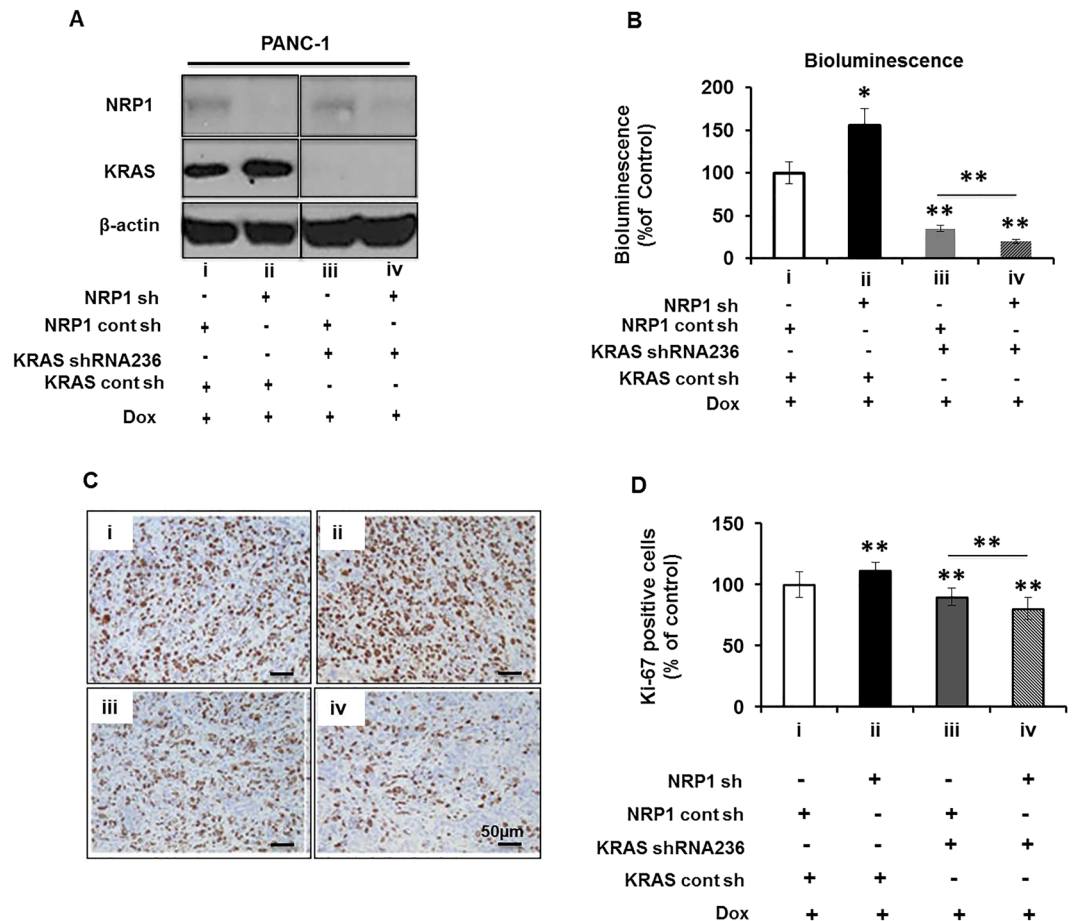 A
PANC-1
NRP1
KRAS
β-actin
i ii iii iv
NRP1 sh - + - +
NRP1 cont sh + - + -
KRAS shRNA236 - - + +
KRAS cont sh + + - -
Dox + + + +
B
Bioluminescence
Bioluminescence
(%of Control)
200
150
100
50
0
*
**
**
**
i ii iii iv
NRP1 sh - + - +
NRP1 cont sh + - + -
KRAS shRNA236 - - + +
KRAS cont sh + + - -
Dox + + + +
C
i
ii
iii
iv
50µm
D
Ki-67 positive cells
(% of control)
150
100
50
0
**
**
**
**
i ii iii iv
NRP1 sh - + - +
NRP1 cont sh + - + -
KRAS shRNA236 - - + +
KRAS cont sh + + - -
Dox + + + +